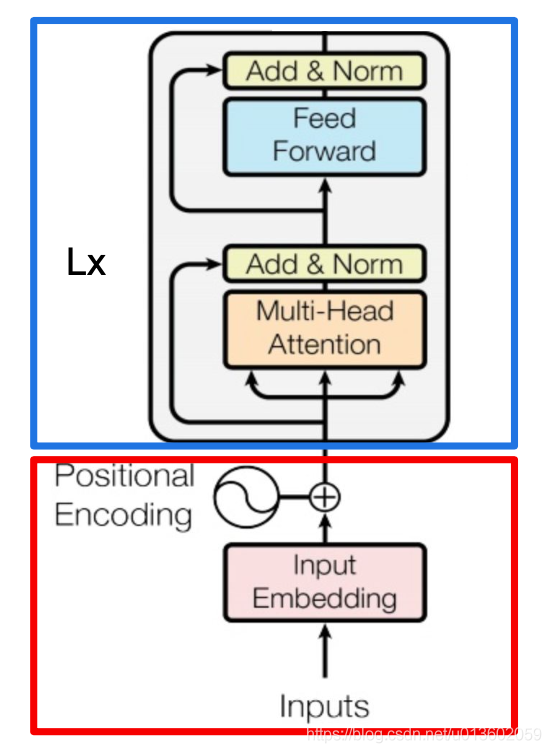 Add & Norm
Feed
Forward
Lx
Add & Norm
Multi-Head
Attention
Positional
Encoding
Input
Embedding
Inputs
https://blog.csdn.net/u013602059